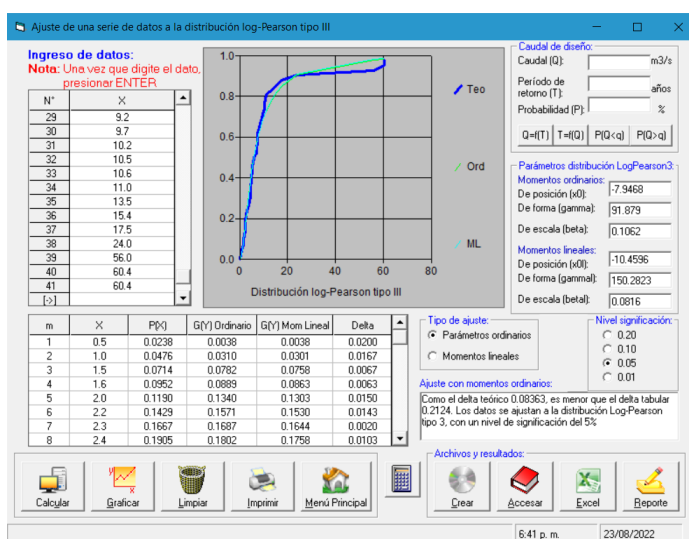 Ajuste de una serie de datos a la distribución log-Pearson tipo III
Ingreso de datos:
Nota: Una vez que digite el dato,
presionar ENTER
N° X
29 9.2
30 9.7
31 10.2
32 10.5
33 10.6
34 11.0
35 13.5
36 15.4
37 17.5
38 24.0
39 56.0
40 60.4
41 60.4
[->]
1.0
0.8
0.6
0.4
0.2
0.0
0 20 40 60 80
Distribución log-Pearson tipo III
Teo
Ord
ML
Caudal de diseño:
Caudal (Q): m3/s
Período de
retorno (T): años
Probabilidad (P): %
Q=f(T) T=f(Q) P(Q<q) P(Q>q)
Parámetros distribución LogPearson3:
Momentos ordinarios:
De posición (x0): -7.9468
De forma (gamma): 91.879
De escala (beta): 0.1062
Momentos lineales:
De posición (x0l): -10.4596
De forma (gammal): 150.2823
De escala (betal): 0.0816
m X P(X) G(Y) Ordinario G(Y) Mom Lineal Delta
1 0.5 0.0238 0.0038 0.0038 0.0200
2 1.0 0.0476 0.0310 0.0301 0.0167
3 1.5 0.0714 0.0782 0.0758 0.0067
4 1.6 0.0952 0.0889 0.0863 0.0063
5 2.0 0.1190 0.1340 0.1303 0.0150
6 2.2 0.1429 0.1571 0.1530 0.0143
7 2.3 0.1667 0.1687 0.1644 0.0020
8 2.4 0.1905 0.1802 0.1758 0.0103
Tipo de ajuste:
Parámetros ordinarios
Momentos lineales
Nivel significación:
0.20
0.10
0.05
0.01
Ajuste con momentos ordinarios:
Como el delta teórico 0.08363, es menor que el delta tabular
0.2124. Los datos se ajustan a la distribución Log-Pearson
tipo 3, con un nivel de significación del 5%
Calcular
Graficar
Limpiar
Imprimir
Menú Principal
Archivos y resultados:
Crear
Accesar
Excel
Reporte
6:41 p. m. 23/08/2022